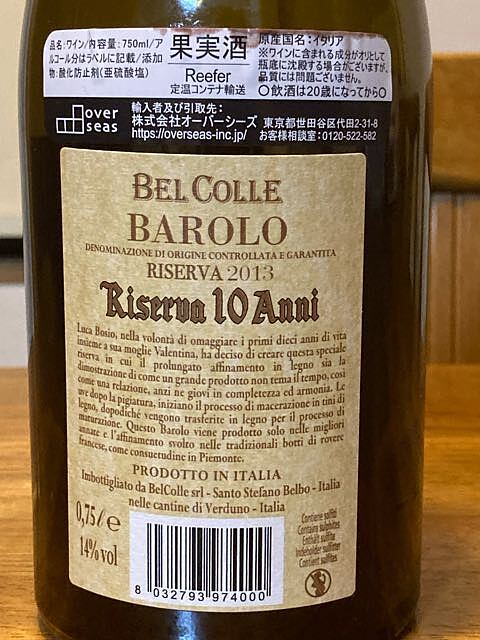 品名:ワイン/内容量:750ml/ア
ルコール分はラベルに記載/添加
物:酸化防止剤(亜硫酸塩)
果実酒
Reefer
定温コンテナ輸送
原産国名:イタリア
※ワインに含まれる成分がオリとして
瓶底に沈殿する場合がございますが、
品質には問題ございません。
〇飲酒は20歳になってから〇
over
seas
輸入者及び引取先:
株式会社オーバーシーズ 東京都世田谷区代田2-31-8
https://overseas-inc.jp/ お客様相談室:0120-522-582
BEL COLLE
BAROLO
DENOMINAZIONE DI ORIGINE CONTROLLATA E GARANTITA
RISERVA 2013
Riserva 10 Anni
Luca Bosio, nella volontà di omaggiare i primi dieci anni di vita
insieme a sua moglie Valentina, ha deciso di creare questa speciale
riserva in cui il prolungato affinamento in legno sia la
dimostrazione di come un grande prodotto non tema il tempo, così
come una relazione, anzi ne giovi in completezza ed armonia. Le
uve dopo la pigiatura, iniziano il processo di macerazione in tini di
legno, dopodiché vengono trasferite in legno per il processo di
maturazione. Questo Barolo viene prodotto solo nelle migliori
annate e l'affinamento svolto nelle tradizionali botti di rovere
francese, come consuetudine in Piemonte.
PRODOTTO IN ITALIA
Imbottigliato da BelColle srl - Santo Stefano Belbo - Italia
nelle cantine di Verduno - Italia
0,75 l e
14% vol
8 032793 974000
Contiene solfiti
Contains sulphites
Enthält sulfite
Indeholder sulfitter
Contient sulfites